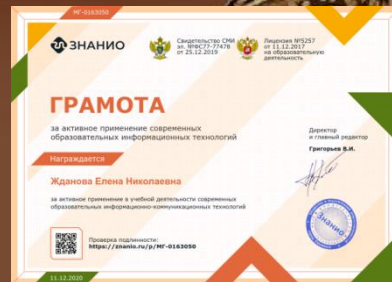 МГ-0163050
ЗНАНИО
Свидетельство СМИ
эл. №ФС77-77476
от 25.12.2019
Лицензия №5257
от 11.12.2017
на образовательную
деятельность
ГРАМОТА
за активное применение современных
образовательных информационных технологий
Награждается
Директор
и главный редактор
Григорьев В.И.
Жданова Елена Николаевна
за активное применение в учебной деятельности современных
образовательных информационно-коммуникационных технологий
Знанио
Проверка подлинности:
https://znanio.ru/p/МГ-0163050
11.12.2020